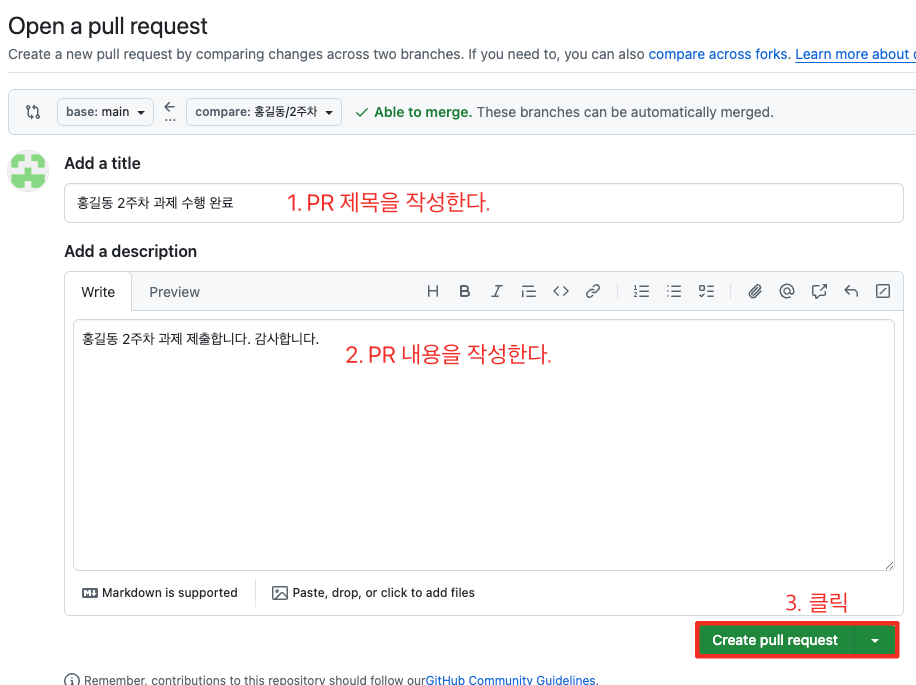 Open a pull request
Create a new pull request by comparing changes across two branches. If you need to, you can also compare across forks. Learn more about
base: main ← ... compare: 홍길동/2주차 ✓ Able to merge. These branches can be automatically merged.
Add a title
홍길동 2주차 과제 수행 완료 1. PR 제목을 작성한다.
Add a description
Write Preview
홍길동 2주차 과제 제출합니다. 감사합니다.
2. PR 내용을 작성한다.
Markdown is supported Paste, drop, or click to add files
3. 클릭
Create pull request
Remember, contributions to this repository should follow our GitHub Community Guidelines.